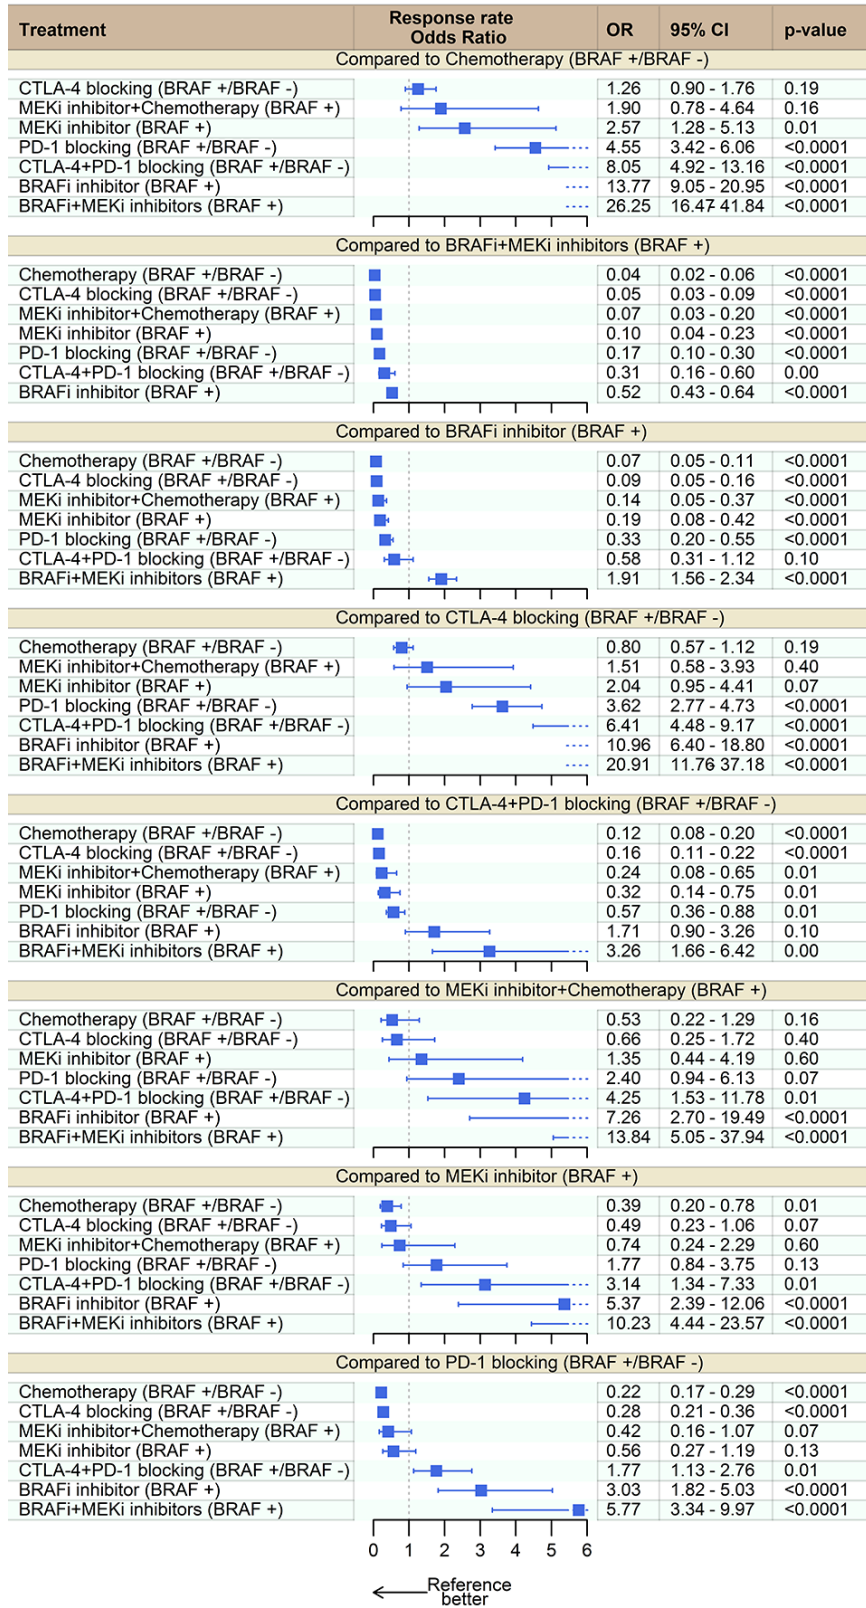 Treatment Response rate Odds Ratio OR 95% CI p-value
Compared to Chemotherapy (BRAF +/BRAF -)
CTLA-4 blocking (BRAF +/BRAF -) 1.26 0.90 - 1.76 0.19
MEKi inhibitor+Chemotherapy (BRAF +) 1.90 0.78 - 4.64 0.16
MEKi inhibitor (BRAF +) 2.57 1.28 - 5.13 0.01
PD-1 blocking (BRAF +/BRAF -) 4.55 3.42 - 6.06 <0.0001
CTLA-4+PD-1 blocking (BRAF +/BRAF -) 8.05 4.92 - 13.16 <0.0001
BRAFi inhibitor (BRAF +) 13.77 9.05 - 20.95 <0.0001
BRAFi+MEKi inhibitors (BRAF +) 26.25 16.47 - 41.84 <0.0001
Compared to BRAFi+MEKi inhibitors (BRAF +)
Chemotherapy (BRAF +/BRAF -) 0.04 0.02 - 0.06 <0.0001
CTLA-4 blocking (BRAF +/BRAF -) 0.05 0.03 - 0.09 <0.0001
MEKi inhibitor+Chemotherapy (BRAF +) 0.07 0.03 - 0.20 <0.0001
MEKi inhibitor (BRAF +) 0.10 0.04 - 0.23 <0.0001
PD-1 blocking (BRAF +/BRAF -) 0.17 0.10 - 0.30 <0.0001
CTLA-4+PD-1 blocking (BRAF +/BRAF -) 0.31 0.16 - 0.60 0.00
BRAFi inhibitor (BRAF +) 0.52 0.43 - 0.64 <0.0001
Compared to BRAFi inhibitor (BRAF +)
Chemotherapy (BRAF +/BRAF -) 0.07 0.05 - 0.11 <0.0001
CTLA-4 blocking (BRAF +/BRAF -) 0.09 0.05 - 0.16 <0.0001
MEKi inhibitor+Chemotherapy (BRAF +) 0.14 0.05 - 0.37 <0.0001
MEKi inhibitor (BRAF +) 0.19 0.08 - 0.42 <0.0001
PD-1 blocking (BRAF +/BRAF -) 0.33 0.20 - 0.55 <0.0001
CTLA-4+PD-1 blocking (BRAF +/BRAF -) 0.58 0.31 - 1.12 0.10
BRAFi+MEKi inhibitors (BRAF +) 1.91 1.56 - 2.34 <0.0001
Compared to CTLA-4 blocking (BRAF +/BRAF -)
Chemotherapy (BRAF +/BRAF -) 0.80 0.57 - 1.12 0.19
MEKi inhibitor+Chemotherapy (BRAF +) 1.51 0.58 - 3.93 0.40
MEKi inhibitor (BRAF +) 2.04 0.95 - 4.41 0.07
PD-1 blocking (BRAF +/BRAF -) 3.62 2.77 - 4.73 <0.0001
CTLA-4+PD-1 blocking (BRAF +/BRAF -) 6.41 4.48 - 9.17 <0.0001
BRAFi inhibitor (BRAF +) 10.96 6.40 - 18.80 <0.0001
BRAFi+MEKi inhibitors (BRAF +) 20.91 11.76 - 37.18 <0.0001
Compared to CTLA-4+PD-1 blocking (BRAF +/BRAF -)
Chemotherapy (BRAF +/BRAF -) 0.12 0.08 - 0.20 <0.0001
CTLA-4 blocking (BRAF +/BRAF -) 0.16 0.11 - 0.22 <0.0001
MEKi inhibitor+Chemotherapy (BRAF +) 0.24 0.08 - 0.65 0.01
MEKi inhibitor (BRAF +) 0.32 0.14 - 0.75 0.01
PD-1 blocking (BRAF +/BRAF -) 0.57 0.36 - 0.88 0.01
BRAFi inhibitor (BRAF +) 1.71 0.90 - 3.26 0.10
BRAFi+MEKi inhibitors (BRAF +) 3.26 1.66 - 6.42 0.00
Compared to MEKi inhibitor+Chemotherapy (BRAF +)
Chemotherapy (BRAF +/BRAF -) 0.53 0.22 - 1.29 0.16
CTLA-4 blocking (BRAF +/BRAF -) 0.66 0.25 - 1.72 0.40
MEKi inhibitor (BRAF +) 1.35 0.44 - 4.19 0.60
PD-1 blocking (BRAF +/BRAF -) 2.40 0.94 - 6.13 0.07
CTLA-4+PD-1 blocking (BRAF +/BRAF -) 4.25 1.53 - 11.78 0.01
BRAFi inhibitor (BRAF +) 7.26 2.70 - 19.49 <0.0001
BRAFi+MEKi inhibitors (BRAF +) 13.84 5.05 - 37.94 <0.0001
Compared to MEKi inhibitor (BRAF +)
Chemotherapy (BRAF +/BRAF -) 0.39 0.20 - 0.78 0.01
CTLA-4 blocking (BRAF +/BRAF -) 0.49 0.23 - 1.06 0.07
MEKi inhibitor+Chemotherapy (BRAF +) 0.74 0.24 - 2.29 0.60
PD-1 blocking (BRAF +/BRAF -) 1.77 0.84 - 3.75 0.13
CTLA-4+PD-1 blocking (BRAF +/BRAF -) 3.14 1.34 - 7.33 0.01
BRAFi inhibitor (BRAF +) 5.37 2.39 - 12.06 <0.0001
BRAFi+MEKi inhibitors (BRAF +) 10.23 4.44 - 23.57 <0.0001
Compared to PD-1 blocking (BRAF +/BRAF -)
Chemotherapy (BRAF +/BRAF -) 0.22 0.17 - 0.29 <0.0001
CTLA-4 blocking (BRAF +/BRAF -) 0.28 0.21 - 0.36 <0.0001
MEKi inhibitor+Chemotherapy (BRAF +) 0.42 0.16 - 1.07 0.07
MEKi inhibitor (BRAF +) 0.56 0.27 - 1.19 0.13
CTLA-4+PD-1 blocking (BRAF +/BRAF -) 1.77 1.13 - 2.76 0.01
BRAFi inhibitor (BRAF +) 3.03 1.82 - 5.03 <0.0001
BRAFi+MEKi inhibitors (BRAF +) 5.77 3.34 - 9.97 <0.0001
0 1 2 3 4 5 6
Reference
better